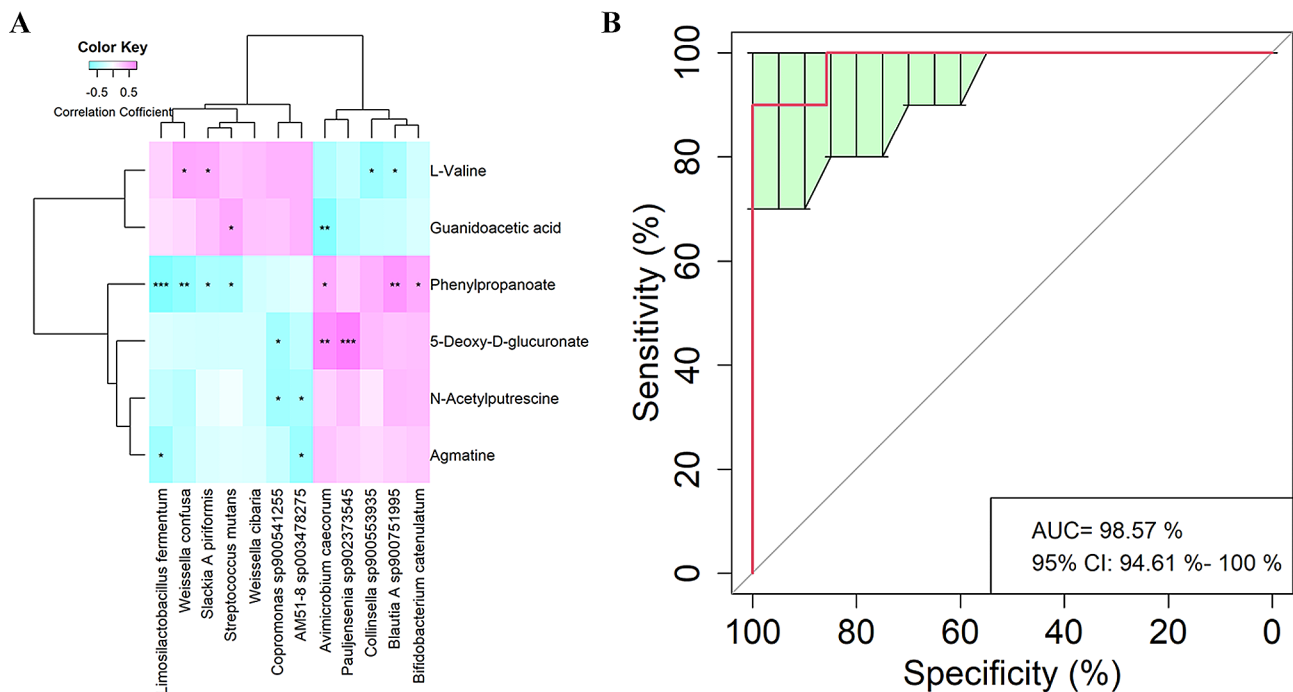 A
Color Key
-0.5 0.5
Correlation Coufficient
* * * * L-Valine
* ** Guanidoacetic acid
*** ** * * * ** * Phenylpropanoate
* ** *** 5-Deoxy-D-glucuronate
* * N-Acetylputrescine
* * Agmatine
Limosilactobacillus fermentum
Weissella confusa
Slackia A piriformis
Streptococcus mutans
Weissella cibaria
Copromonas sp900541255
AM51-8 sp003478275
Avimicrobium caecorum
Pauljensenia sp902373545
Collinsella sp900553935
Blautia A sp900751995
Bifidobacterium catenulatum
B
Sensitivity (%)
100
80
60
40
20
0
AUC= 98.57 %
95% CI: 94.61 %- 100 %
100 80 60 40 20 0
Specificity (%)